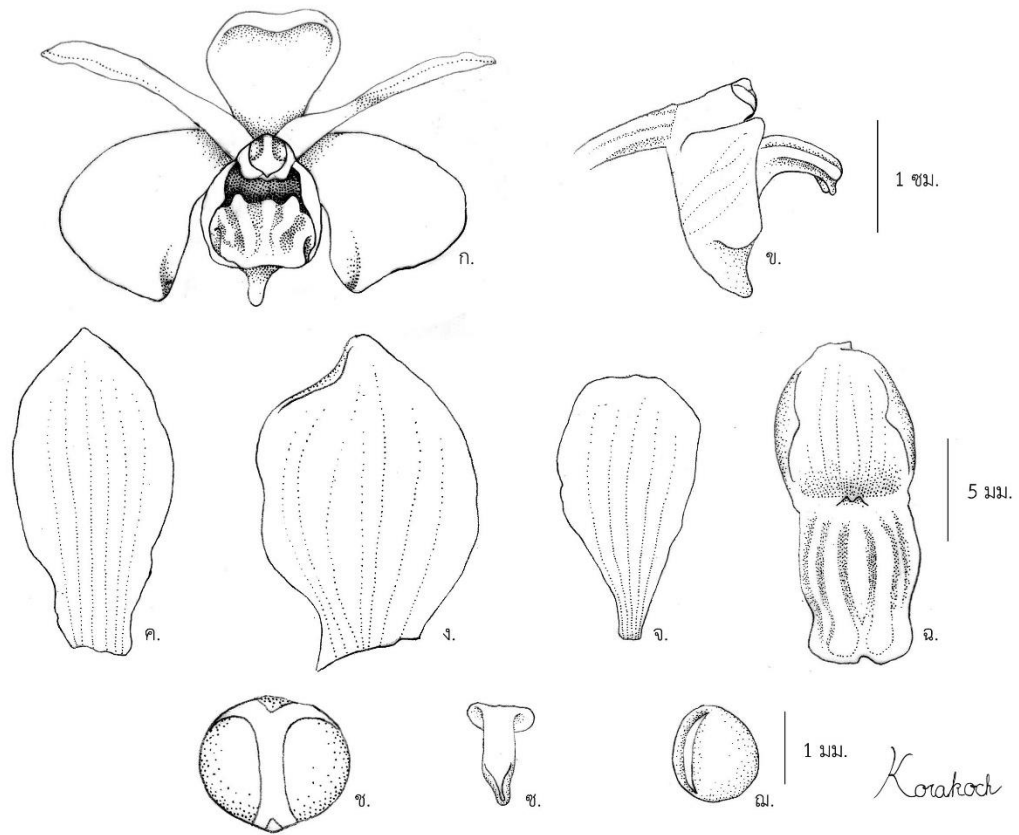 ก.
ข.
1 ซม.
ค.
ง.
จ.
ฉ.
5 มม.
ช.
ซ.
ฌ.
1 มม.
Korakoch